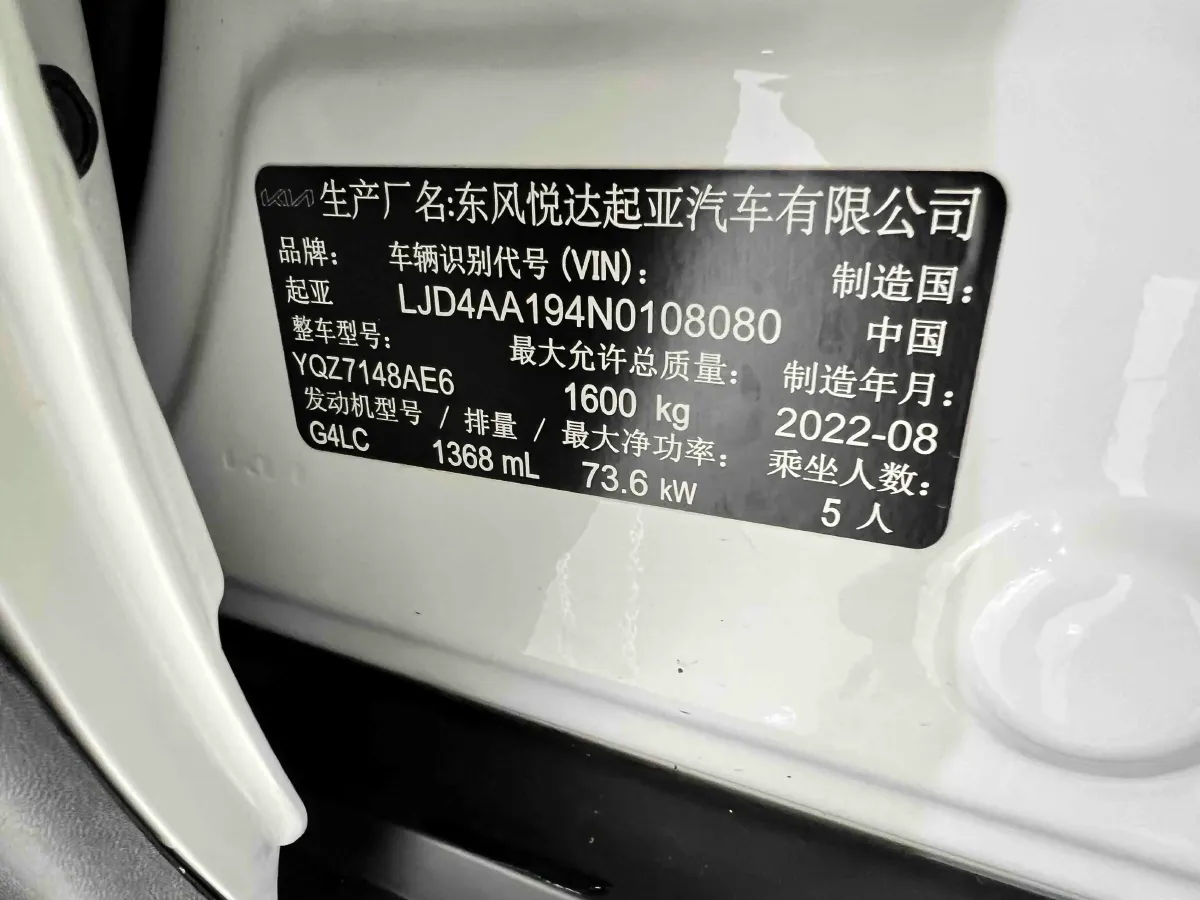 KIA 生产厂名:东风悦达起亚汽车有限公司
品牌: 车辆识别代号 (VIN): 制造国:
起亚 LJD4AA194N0108080 中国
整车型号: 最大允许总质量: 制造年月:
YQZ7148AE6 1600 kg 2022-08
发动机型号 / 排量 / 最大净功率: 乘坐人数:
G4LC 1368 mL 73.6 kW 5 人